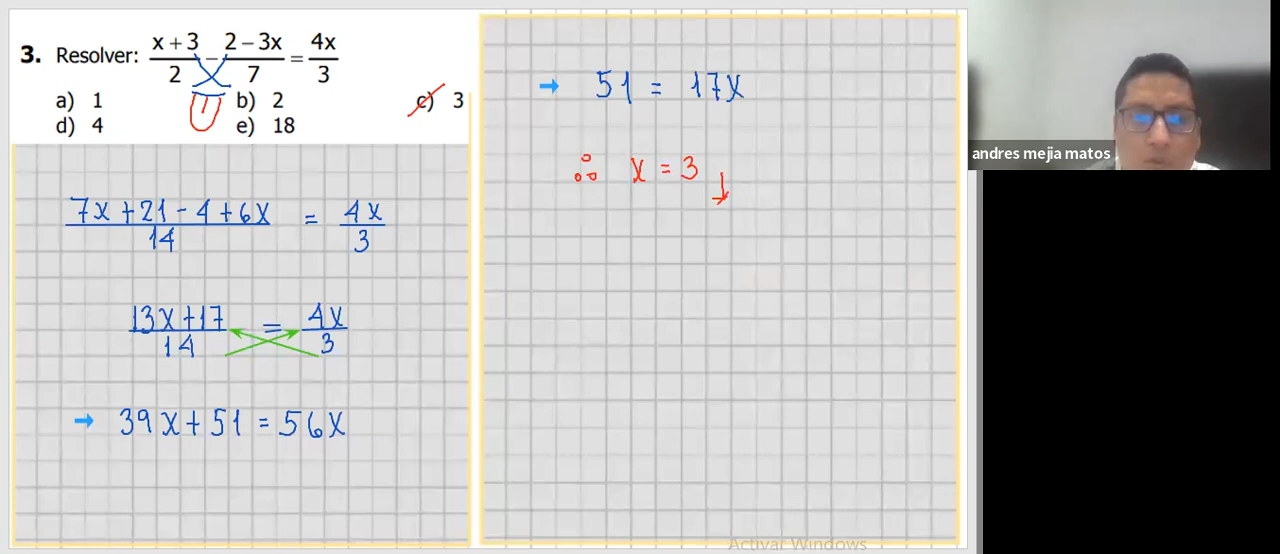 3. Resolver: x + 3 / 2 - 2 - 3x / 7 = 4x / 3
a) 1 b) 2 c) 3
d) 4 e) 18
7x + 21 - 4 + 6x / 14 = 4x / 3
13x + 17 / 14 = 4x / 3
→ 39x + 51 = 56x
→ 51 = 17x
∴ x = 3
andres mejia matos
Activar Windows